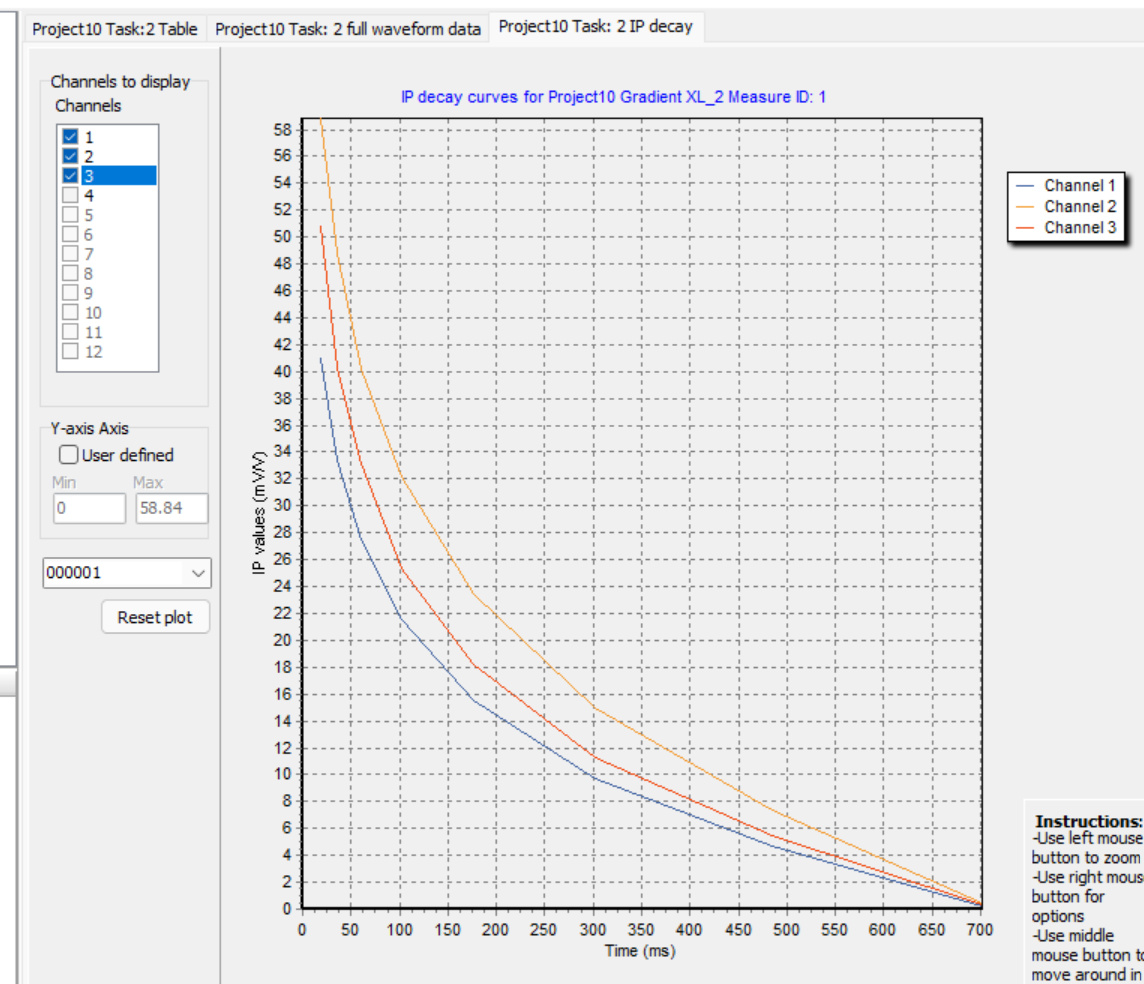 Project10 Task:2 Table
Project10 Task: 2 full waveform data
Project10 Task: 2 IP decay
Channels to display
Channels
1
2
3
4
5
6
7
8
9
10
11
12
Y-axis Axis
User defined
Min Max
0 58.84
000001
Reset plot
IP decay curves for Project10 Gradient XL_2 Measure ID: 1
IP values (mV/V)
58
56
54
52
50
48
46
44
42
40
38
36
34
32
30
28
26
24
22
20
18
16
14
12
10
8
6
4
2
0
0 50 100 150 200 250 300 350 400 450 500 550 600 650 700
Time (ms)
Channel 1
Channel 2
Channel 3
Instructions:
-Use left mouse
button to zoom
-Use right mouse
button for
options
-Use middle
mouse button to
move around in